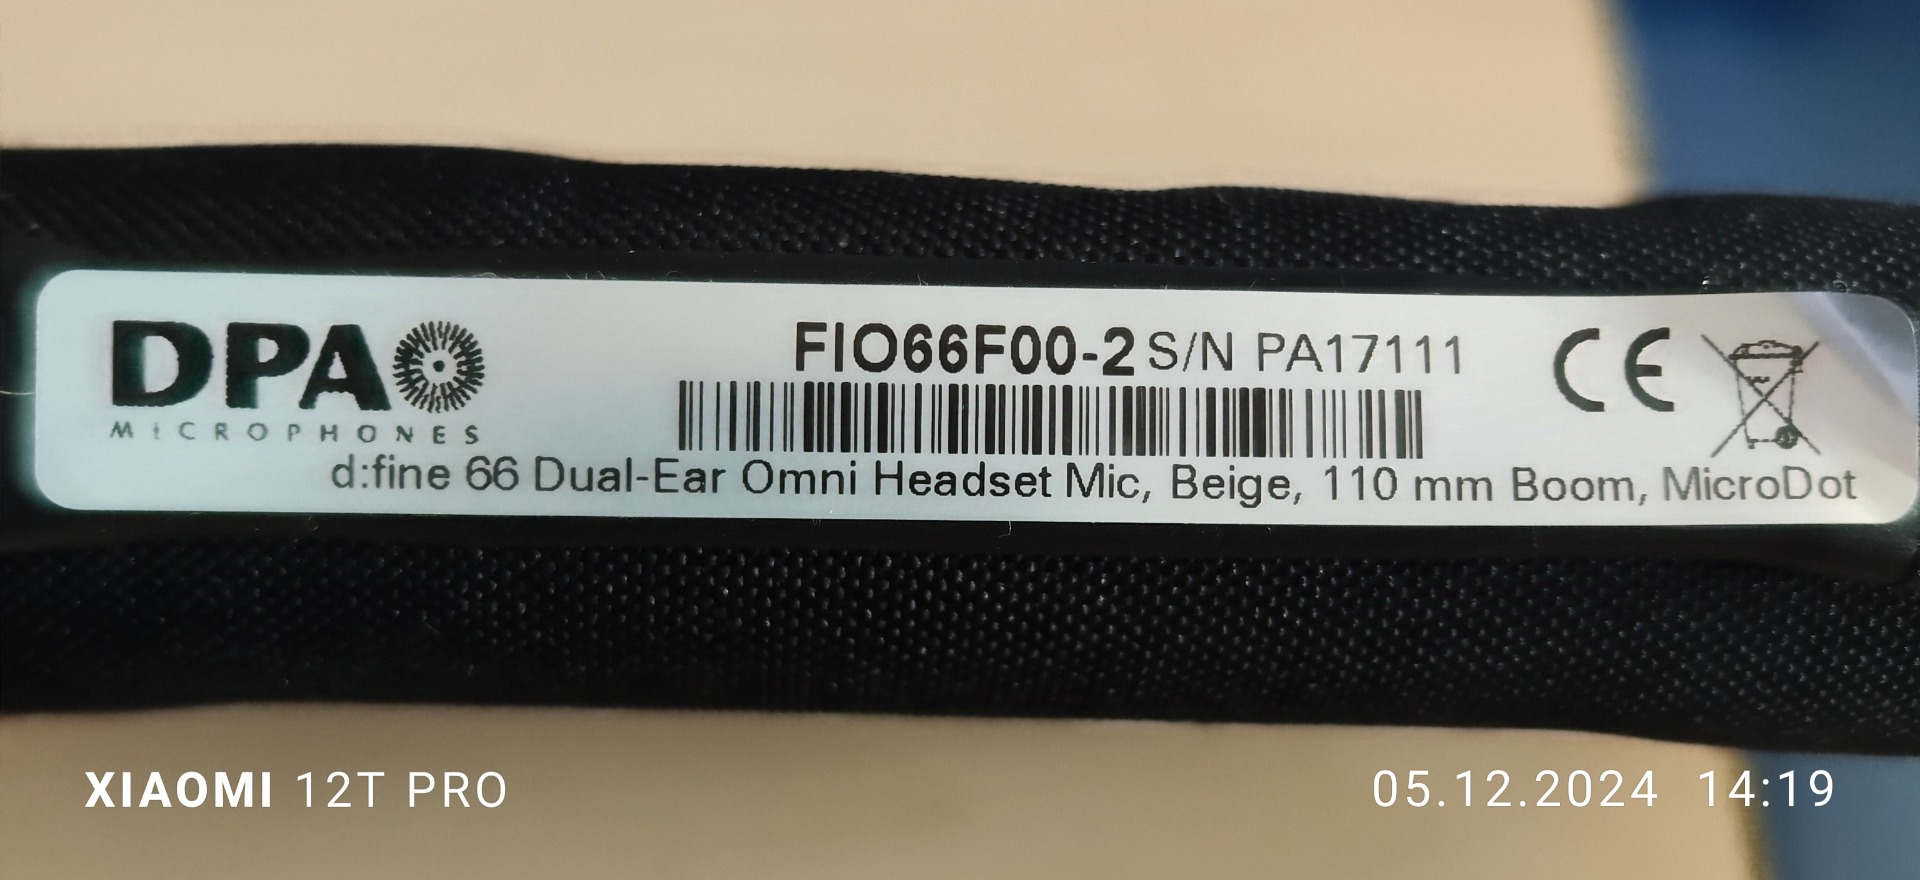 DPA
MICROPHONES
FIO66F00-2 S/N PA17111
CE
d:fine 66 Dual-Ear Omni Headset Mic, Beige, 110 mm Boom, MicroDot
XIAOMI 12T PRO
05.12.2024 14:19